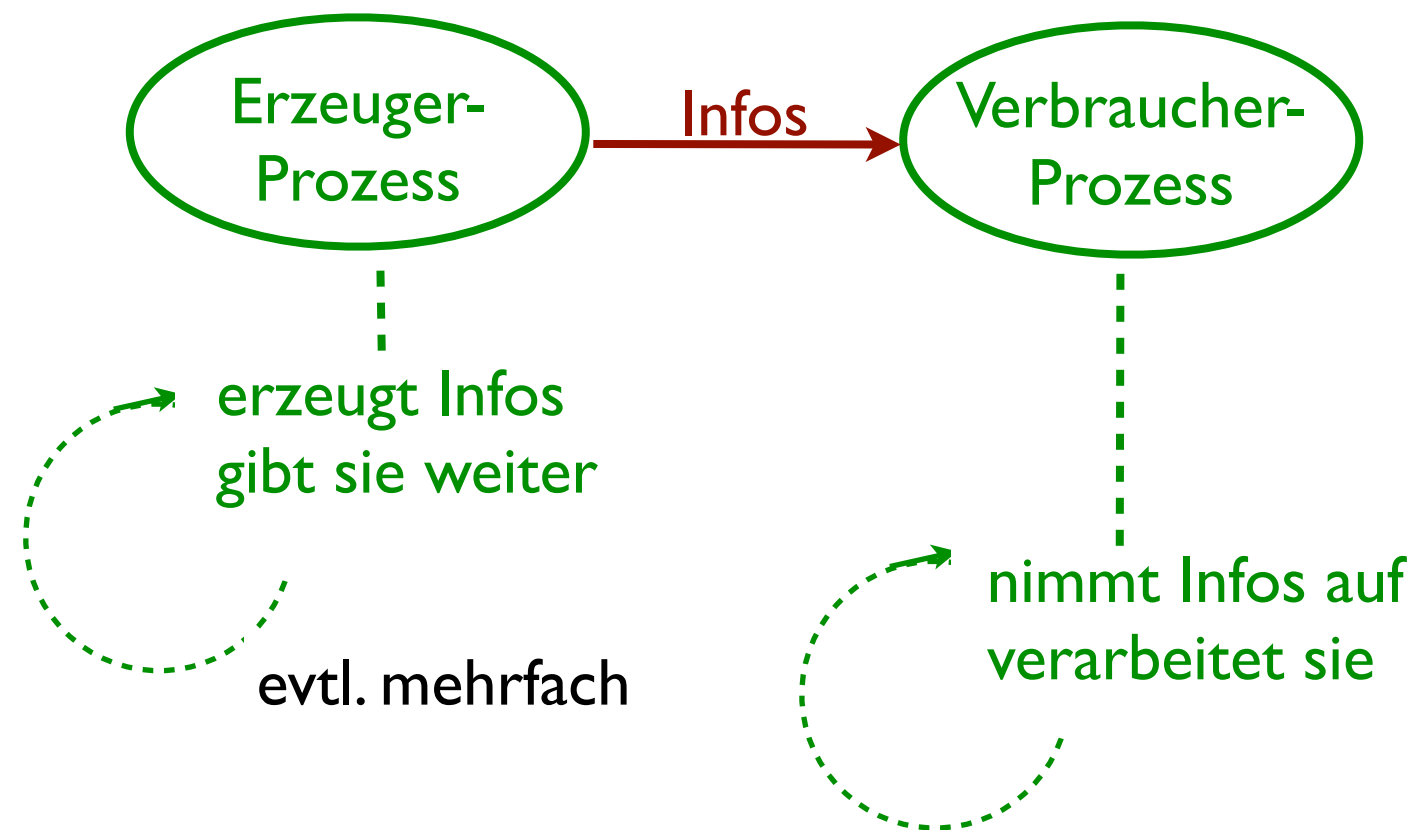 Erzeuger-
Prozess
Infos
Verbraucher-
Prozess
erzeugt Infos
gibt sie weiter
evtl. mehrfach
nimmt Infos auf
verarbeitet sie